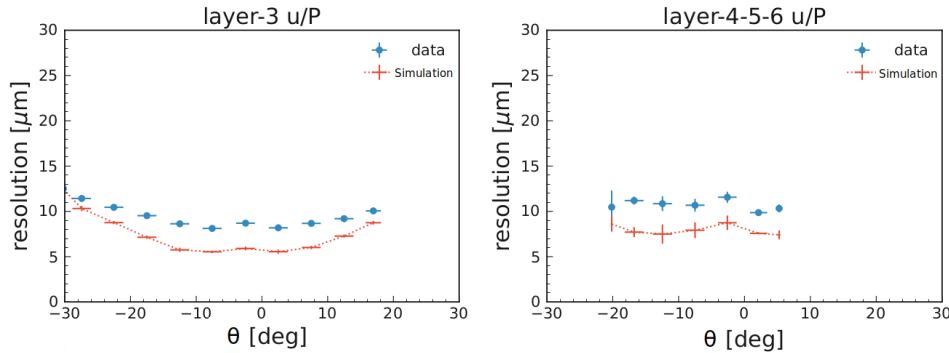 layer-3 u/P
30
25
20
15
10
5
0
resolution [μm]
data
Simulation
−30 −20 −10 0 10 20 30
θ [deg]
layer-4-5-6 u/P
30
25
20
15
10
5
0
resolution [μm]
data
Simulation
−30 −20 −10 0 10 20 30
θ [deg]